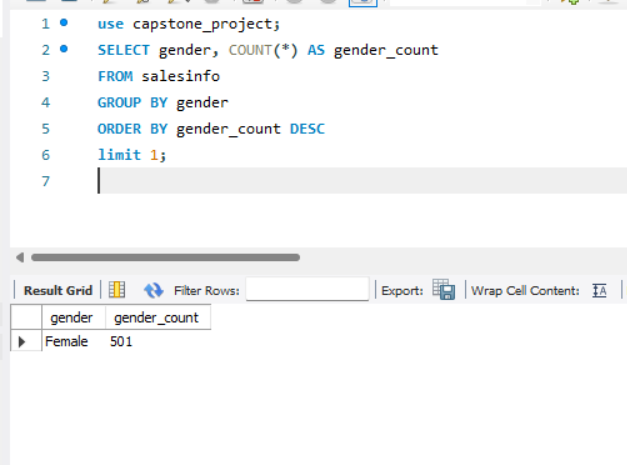 1 use capstone_project;
2 SELECT gender, COUNT(*) AS gender_count
3 FROM salesinfo
4 GROUP BY gender
5 ORDER BY gender_count DESC
6 limit 1;
7
Result Grid Filter Rows: Export: Wrap Cell Content: IA
gender gender_count
Female 501